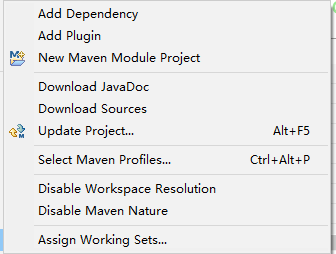 Add Dependency
Add Plugin
New Maven Module Project
Download JavaDoc
Download Sources
Update Project... Alt+F5
Select Maven Profiles... Ctrl+Alt+P
Disable Workspace Resolution
Disable Maven Nature
Assign Working Sets...